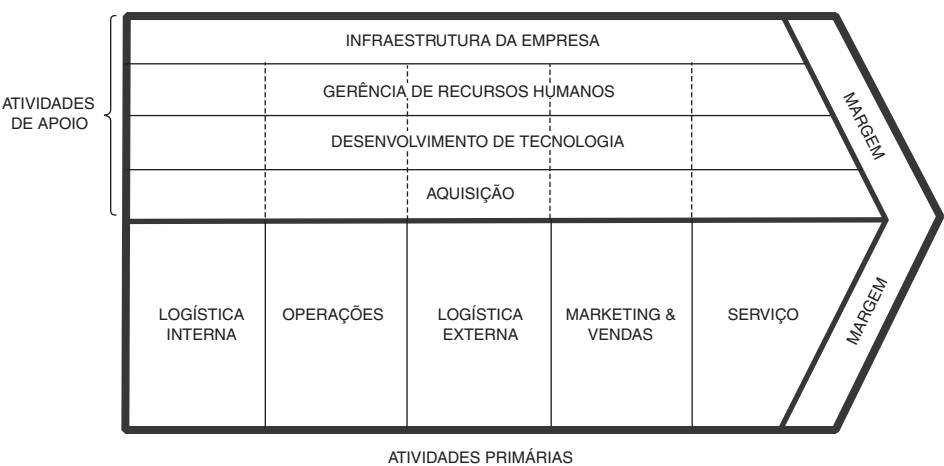 INFRAESTRUTURA DA EMPRESA
ATIVIDADES
DE APOIO
GERÊNCIA DE RECURSOS HUMANOS
DESENVOLVIMENTO DE TECNOLOGIA
AQUISIÇÃO
MARGEM
LOGÍSTICA
INTERNA
OPERAÇÕES
LOGÍSTICA
EXTERNA
MARKETING &
VENDAS
SERVIÇO
MARGEM
ATIVIDADES PRIMÁRIAS